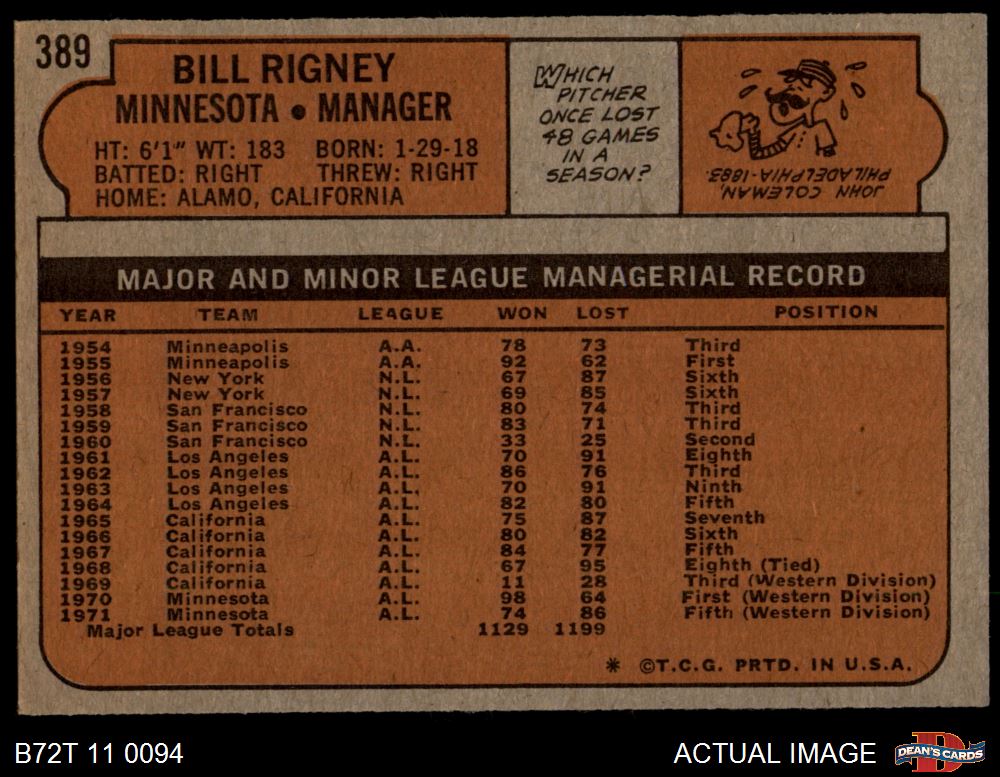 389
BILL RIGNEY
MINNESOTA • MANAGER
HT: 6'1" WT: 183 BORN: 1-29-18
BATTED: RIGHT THREW: RIGHT
HOME: ALAMO, CALIFORNIA
WHICH
PITCHER
ONCE LOST
48 GAMES
IN A
SEASON?
JOHN COLEMAN,
PHILADELPHIA-1883.
MAJOR AND MINOR LEAGUE MANAGERIAL RECORD
YEAR TEAM LEAGUE WON LOST POSITION
1954 Minneapolis A.A. 78 73 Third
1955 Minneapolis A.A. 92 62 First
1956 New York N.L. 67 87 Sixth
1957 New York N.L. 69 85 Sixth
1958 San Francisco N.L. 80 74 Third
1959 San Francisco N.L. 83 71 Third
1960 San Francisco N.L. 33 25 Second
1961 Los Angeles A.L. 70 91 Eighth
1962 Los Angeles A.L. 86 76 Third
1963 Los Angeles A.L. 70 91 Ninth
1964 Los Angeles A.L. 82 80 Fifth
1965 California A.L. 75 87 Seventh
1966 California A.L. 80 82 Sixth
1967 California A.L. 84 77 Fifth
1968 California A.L. 67 95 Eighth (Tied)
1969 California A.L. 11 28 Third (Western Division)
1970 Minnesota A.L. 98 64 First (Western Division)
1971 Minnesota A.L. 74 86 Fifth (Western Division)
Major League Totals 1129 1199
* ©T.C.G. PRTD. IN U.S.A.
B72T 11 0094 ACTUAL IMAGE
D
DEAN'S CARDS